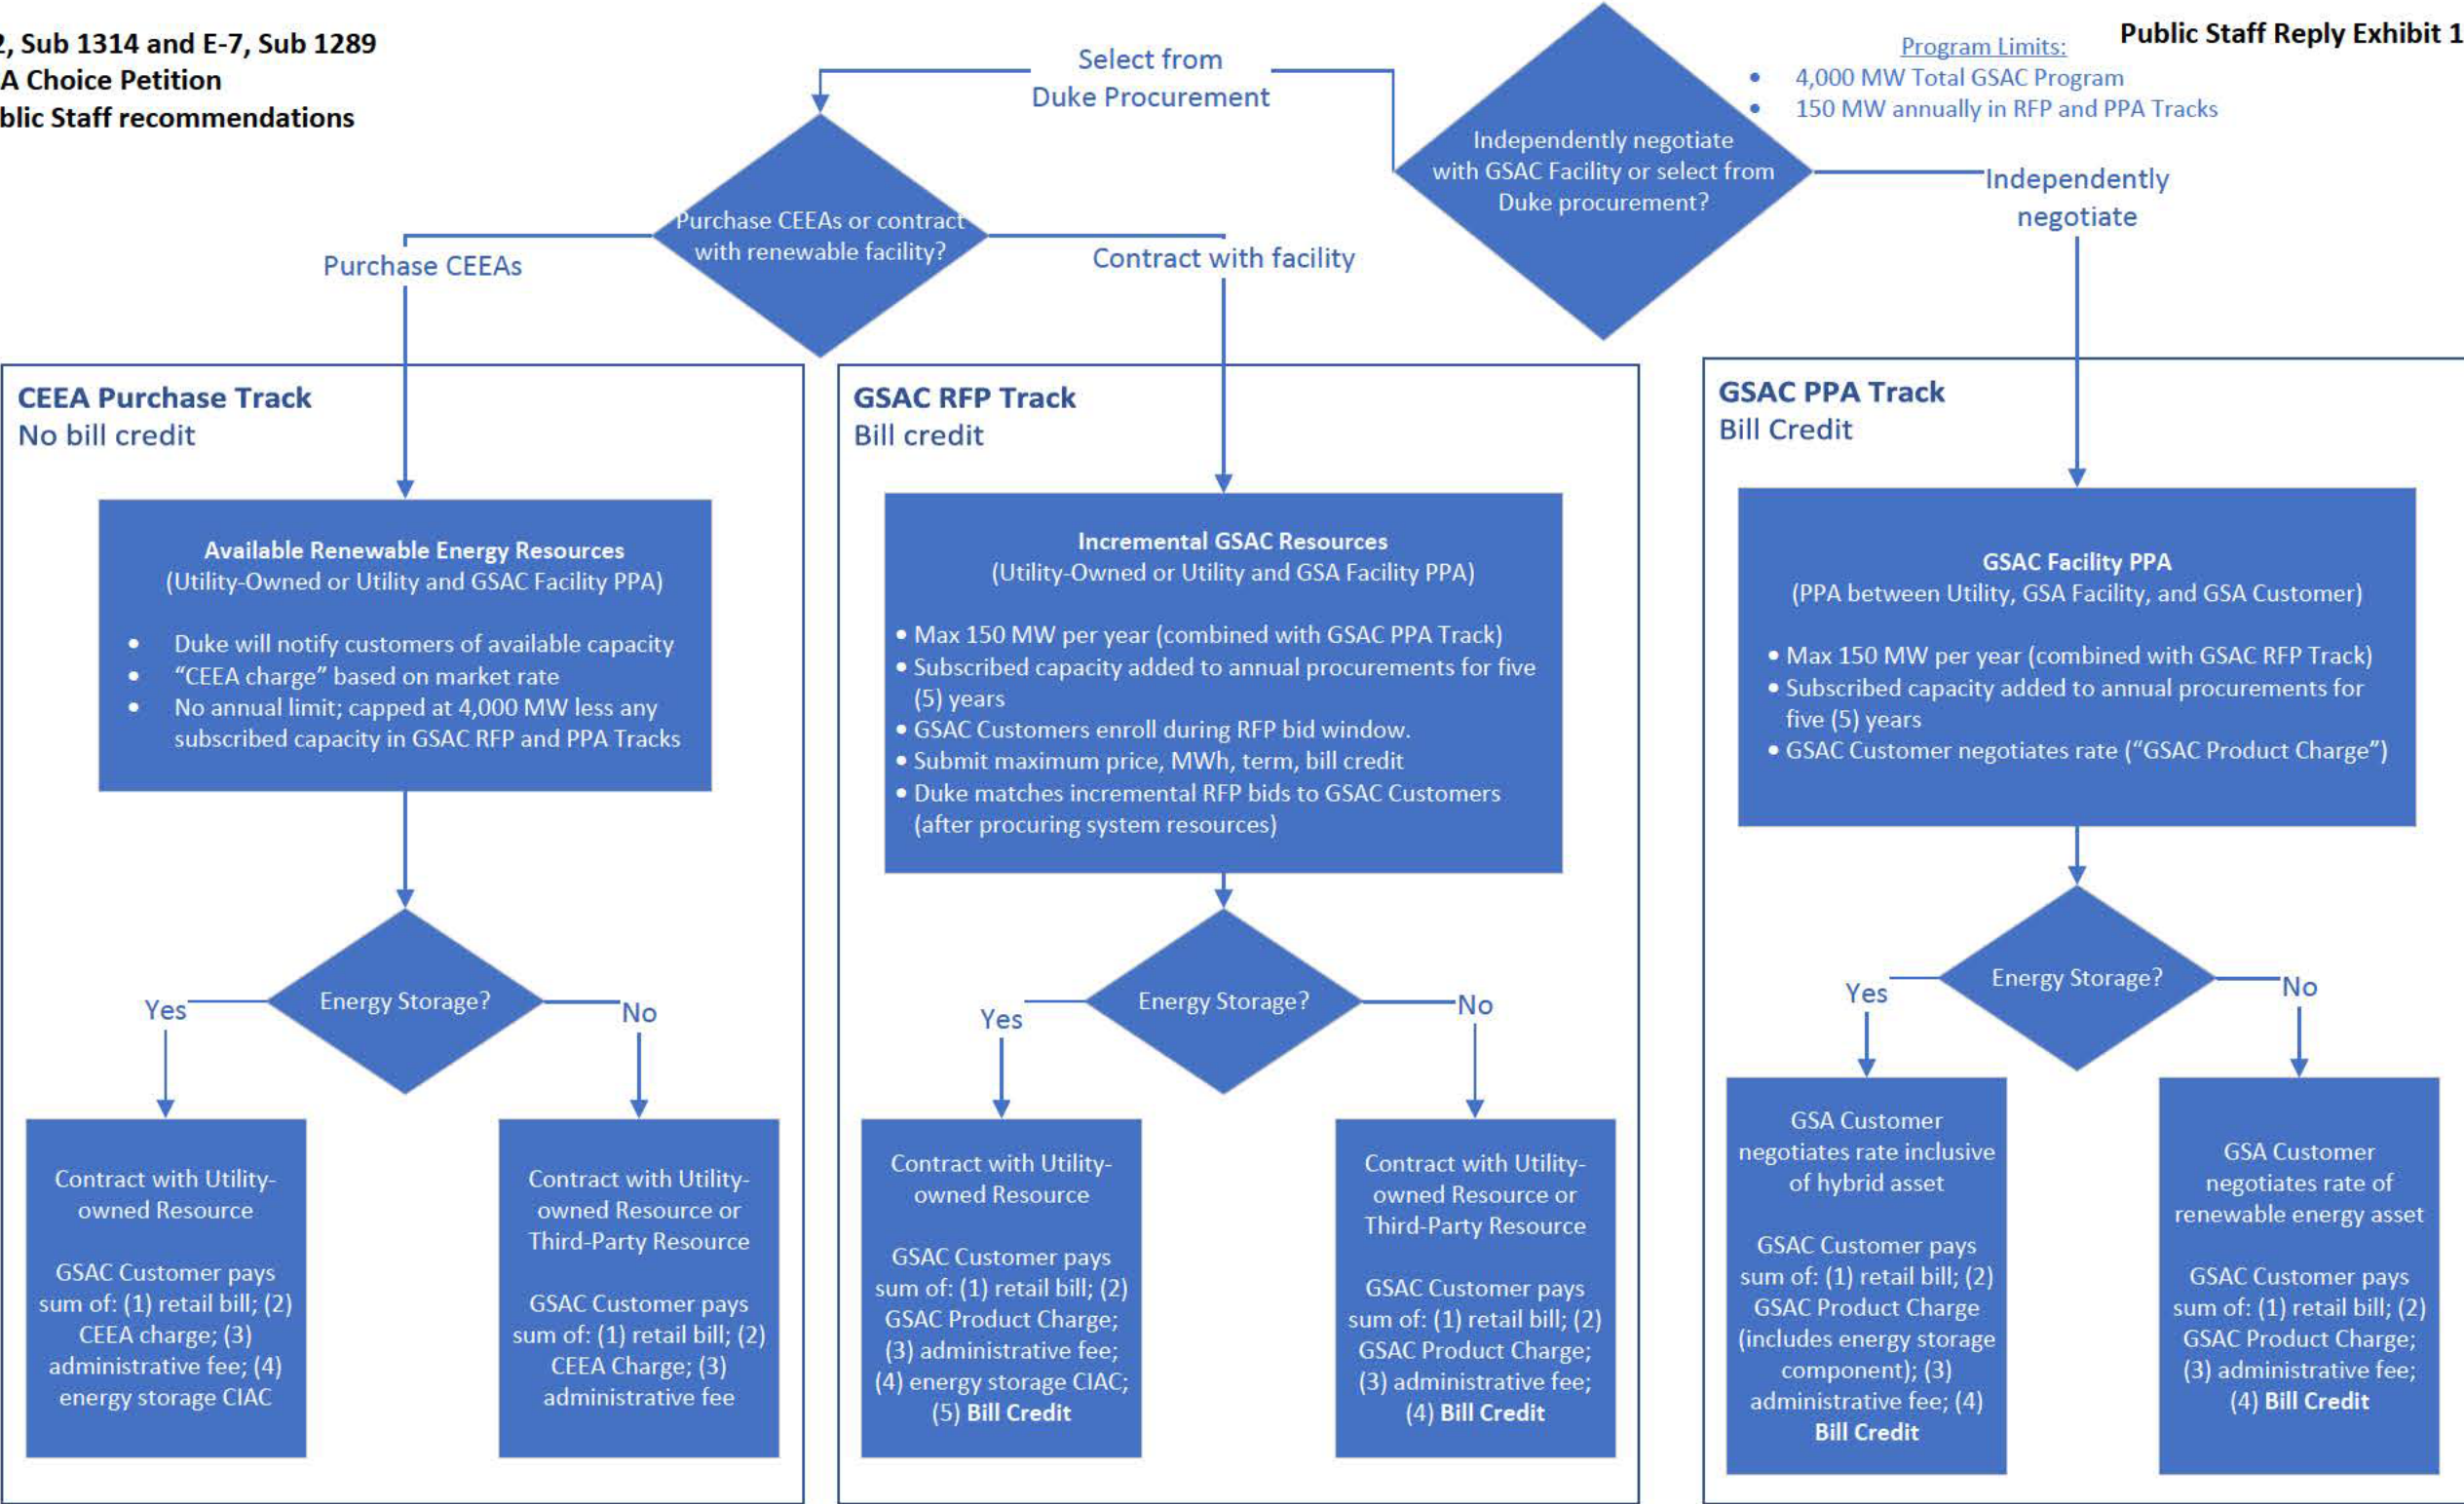 2, Sub 1314 and E-7, Sub 1289
A Choice Petition
blic Staff recommendations
Public Staff Reply Exhibit 1
Program Limits:
• 4,000 MW Total GSAC Program
• 150 MW annually in RFP and PPA Tracks
Independently negotiate
with GSAC Facility or select from
Duke procurement?
Select from
Duke Procurement
Independently
negotiate
Purchase CEEAs or contract
with renewable facility?
Purchase CEEAs
Contract with facility
CEEA Purchase Track
No bill credit
Available Renewable Energy Resources
(Utility-Owned or Utility and GSAC Facility PPA)
• Duke will notify customers of available capacity
• “CEEA charge” based on market rate
• No annual limit; capped at 4,000 MW less any
subscribed capacity in GSAC RFP and PPA Tracks
Energy Storage?
Yes
No
Contract with Utility-
owned Resource
GSAC Customer pays
sum of: (1) retail bill; (2)
CEEA charge; (3)
administrative fee; (4)
energy storage CIAC
Contract with Utility-
owned Resource or
Third-Party Resource
GSAC Customer pays
sum of: (1) retail bill; (2)
CEEA Charge; (3)
administrative fee
GSAC RFP Track
Bill credit
Incremental GSAC Resources
(Utility-Owned or Utility and GSA Facility PPA)
• Max 150 MW per year (combined with GSAC PPA Track)
• Subscribed capacity added to annual procurements for five
(5) years
• GSAC Customers enroll during RFP bid window.
• Submit maximum price, MWh, term, bill credit
• Duke matches incremental RFP bids to GSAC Customers
(after procuring system resources)
Energy Storage?
Yes
No
Contract with Utility-
owned Resource
GSAC Customer pays
sum of: (1) retail bill; (2)
GSAC Product Charge;
(3) administrative fee;
(4) energy storage CIAC;
(5) Bill Credit
Contract with Utility-
owned Resource or
Third-Party Resource
GSAC Customer pays
sum of: (1) retail bill; (2)
GSAC Product Charge;
(3) administrative fee;
(4) Bill Credit
GSAC PPA Track
Bill Credit
GSAC Facility PPA
(PPA between Utility, GSA Facility, and GSA Customer)
• Max 150 MW per year (combined with GSAC RFP Track)
• Subscribed capacity added to annual procurements for
five (5) years
• GSAC Customer negotiates rate (“GSAC Product Charge”)
Energy Storage?
Yes
No
GSA Customer
negotiates rate inclusive
of hybrid asset
GSAC Customer pays
sum of: (1) retail bill; (2)
GSAC Product Charge
(includes energy storage
component); (3)
administrative fee; (4)
Bill Credit
GSA Customer
negotiates rate of
renewable energy asset
GSAC Customer pays
sum of: (1) retail bill; (2)
GSAC Product Charge;
(3) administrative fee;
(4) Bill Credit